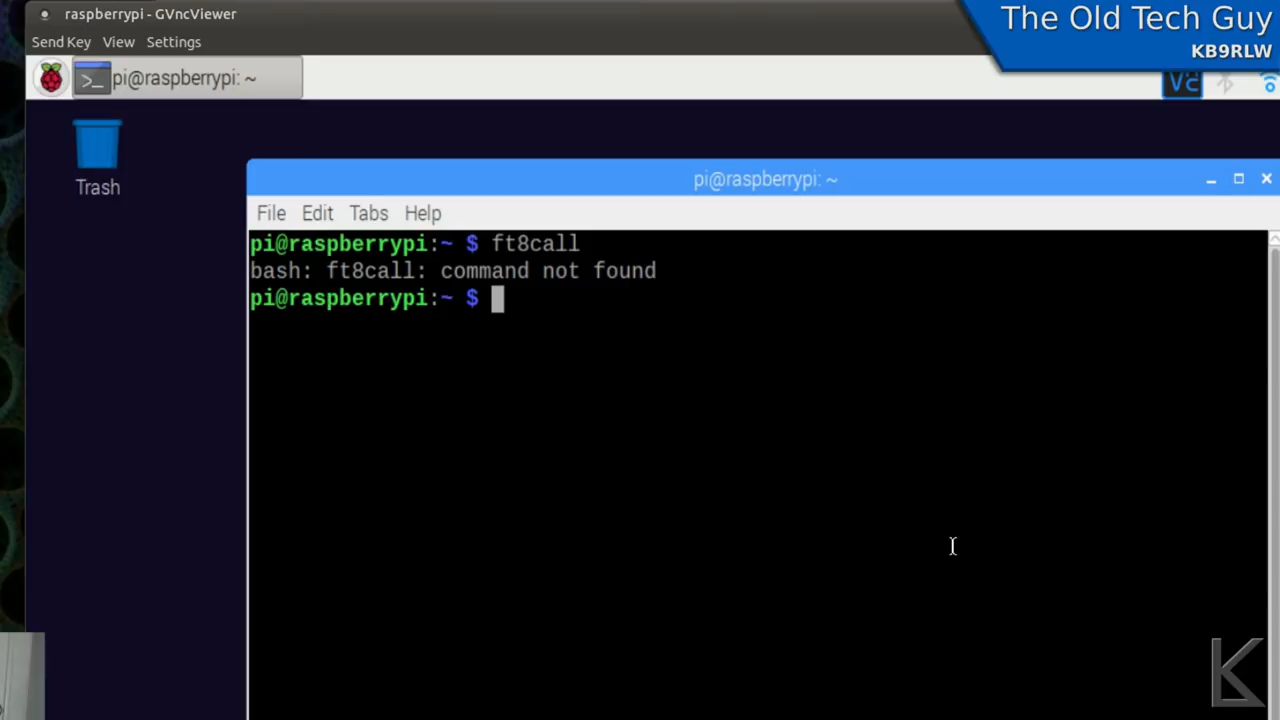 raspberrypi - GVncViewer
The Old Tech Guy
KB9RLW
Send Key View Settings
>_ pi@raspberrypi: ~
VC
Trash
pi@raspberrypi: ~
File Edit Tabs Help
pi@raspberrypi:~ $ ft8call
bash: ft8call: command not found
pi@raspberrypi:~ $
K